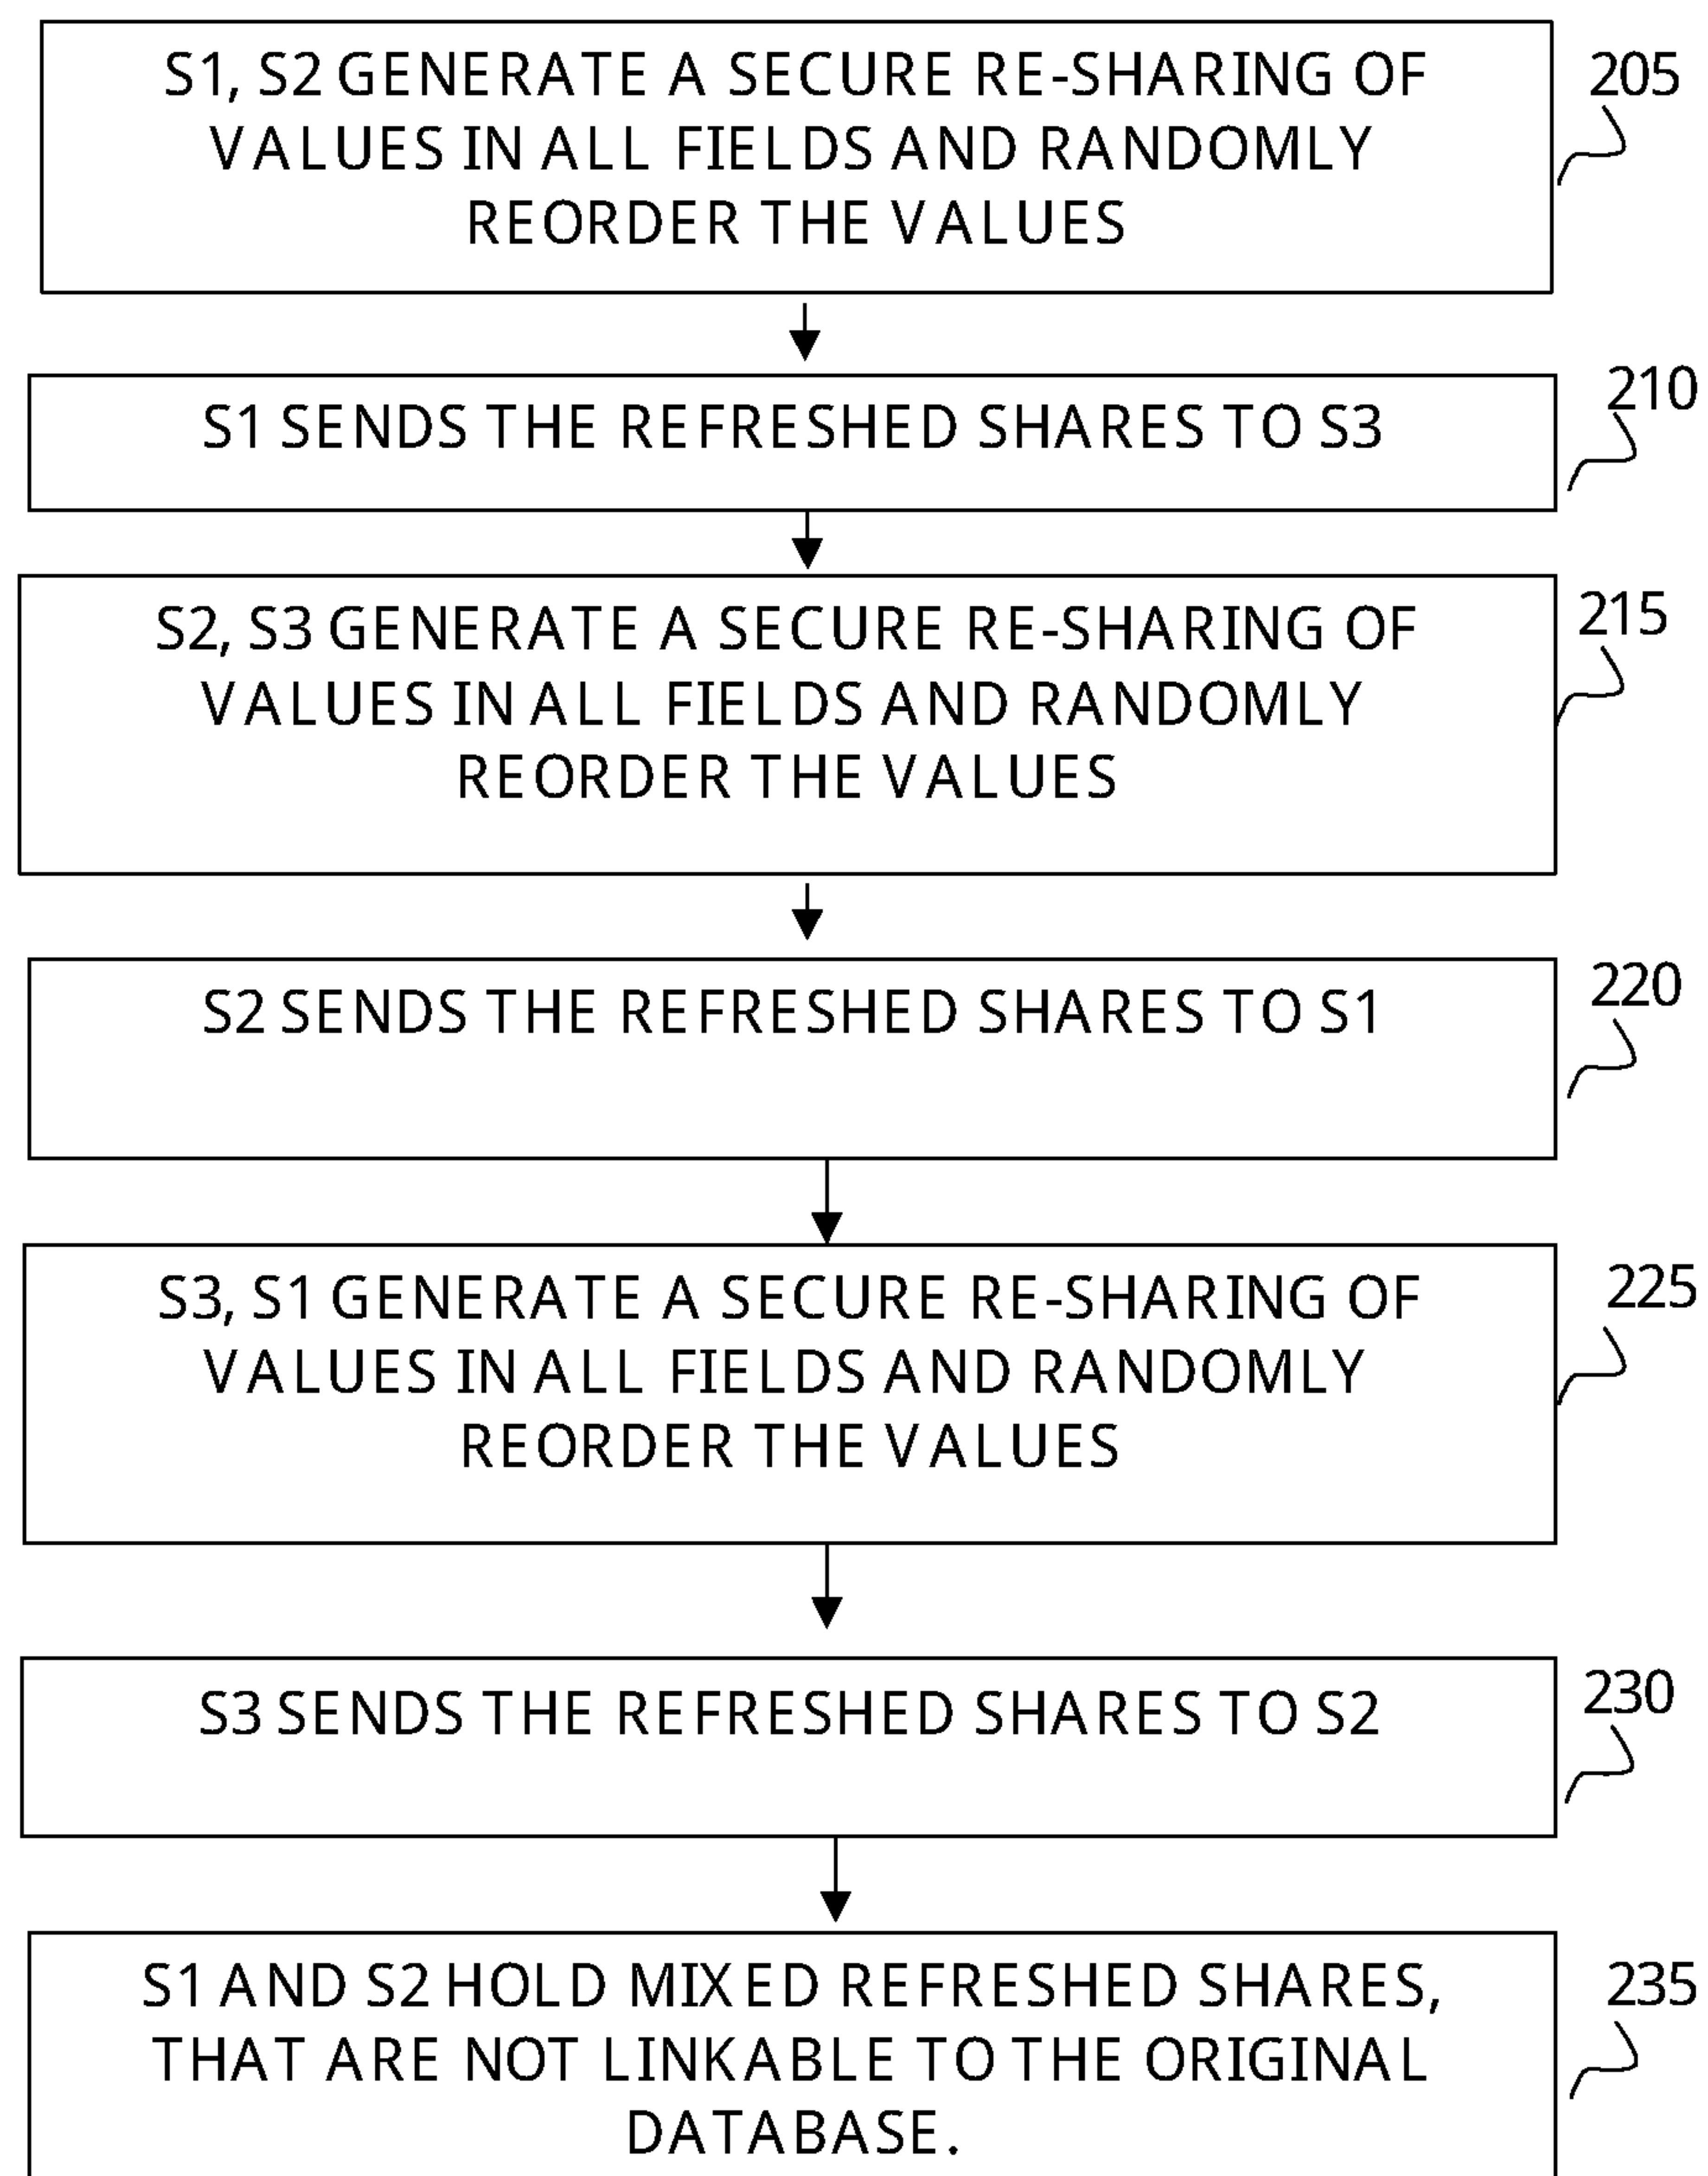 S1, S2 GENERATE A SECURE RE-SHARING OF
VALUES IN ALL FIELDS AND RANDOMLY
REORDER THE VALUES
205
S1 SENDS THE REFRESHED SHARES TO S3
210
S2, S3 GENERATE A SECURE RE-SHARING OF
VALUES IN ALL FIELDS AND RANDOMLY
REORDER THE VALUES
215
S2 SENDS THE REFRESHED SHARES TO S1
220
S3, S1 GENERATE A SECURE RE-SHARING OF
VALUES IN ALL FIELDS AND RANDOMLY
REORDER THE VALUES
225
S3 SENDS THE REFRESHED SHARES TO S2
230
S1 AND S2 HOLD MIXED REFRESHED SHARES,
THAT ARE NOT LINKABLE TO THE ORIGINAL
DATABASE.
235